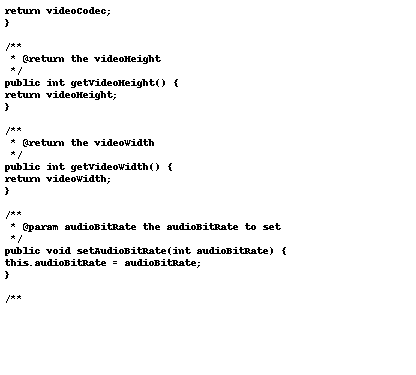 return videoCodec;
}
/**
 * @return the videoHeight
 */
public int getVideoHeight() {
return videoHeight;
}
/**
 * @return the videoWidth
 */
public int getVideoWidth() {
return videoWidth;
}
/**
 * @param audioBitRate the audioBitRate to set
 */
public void setAudioBitRate(int audioBitRate) {
this.audioBitRate = audioBitRate;
}
/**